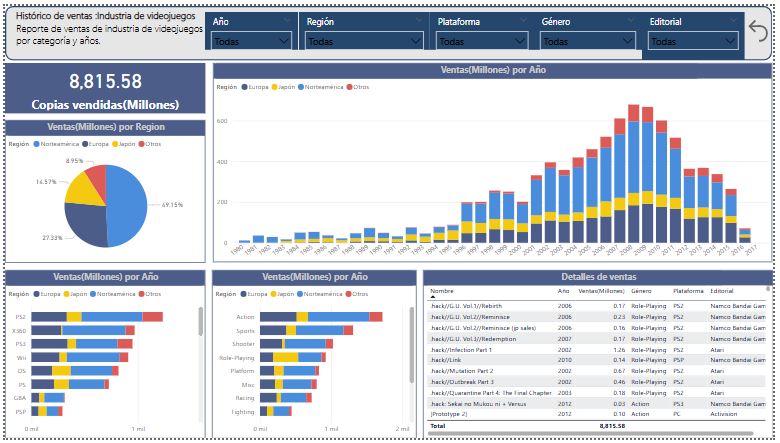 Histórico de ventas :Industria de videojuegos
Reporte de ventas de industria de videojuegos
por categoría y años.
Año
Todas
Región
Todas
Plataforma
Todas
Género
Todas
Editorial
Todas
8,815.58
Copias vendidas(Millones)
Ventas(Millones) por Region
Región Norteamérica Europa Japón Otros
8.95%
14.57%
27.33%
49.15%
Ventas(Millones) por Año
Región Europa Japón Norteamérica Otros
600
400
200
0
1980 1981 1982 1983 1984 1985 1986 1987 1988 1989 1990 1991 1992 1993 1994 1995 1996 1997 1998 1999 2000 2001 2002 2003 2004 2005 2006 2007 2008 2009 2010 2011 2012 2013 2014 2015 2016 2017
Ventas(Millones) por Año
Región Europa Japón Norteamérica Otros
PS2
X360
PS3
Wii
DS
PS
GBA
PSP
0 mil 1 mil
Ventas(Millones) por Año
Región Europa Japón Norteamérica Otros
Action
Sports
Shooter
Role-Playing
Platform
Misc
Racing
Fighting
0 mil 1 mil 2 mil
Detalles de ventas
Nombre Año Ventas(Millones) Género Plataforma Editorial
.hack//G.U. Vol.1//Rebirth 2006 0.17 Role-Playing PS2 Namco Bandai Gam
.hack//G.U. Vol.2//Reminisce 2006 0.23 Role-Playing PS2 Namco Bandai Gam
.hack//G.U. Vol.2//Reminisce (jp sales) 2006 0.16 Role-Playing PS2 Namco Bandai Gam
.hack//G.U. Vol.3//Redemption 2007 0.17 Role-Playing PS2 Namco Bandai Gam
.hack//Infection Part 1 2002 1.26 Role-Playing PS2 Atari
.hack//Link 2010 0.14 Role-Playing PSP Namco Bandai Gam
.hack//Mutation Part 2 2002 0.67 Role-Playing PS2 Atari
.hack//Outbreak Part 3 2002 0.46 Role-Playing PS2 Atari
.hack//Quarantine Part 4: The Final Chapter 2003 0.18 Role-Playing PS2 Atari
.hack: Sekai no Mukou ni + Versus 2012 0.03 Action PS3 Namco Bandai Gam
[Prototype 2] 2012 0.10 Action PC Activision
Total 8,815.58